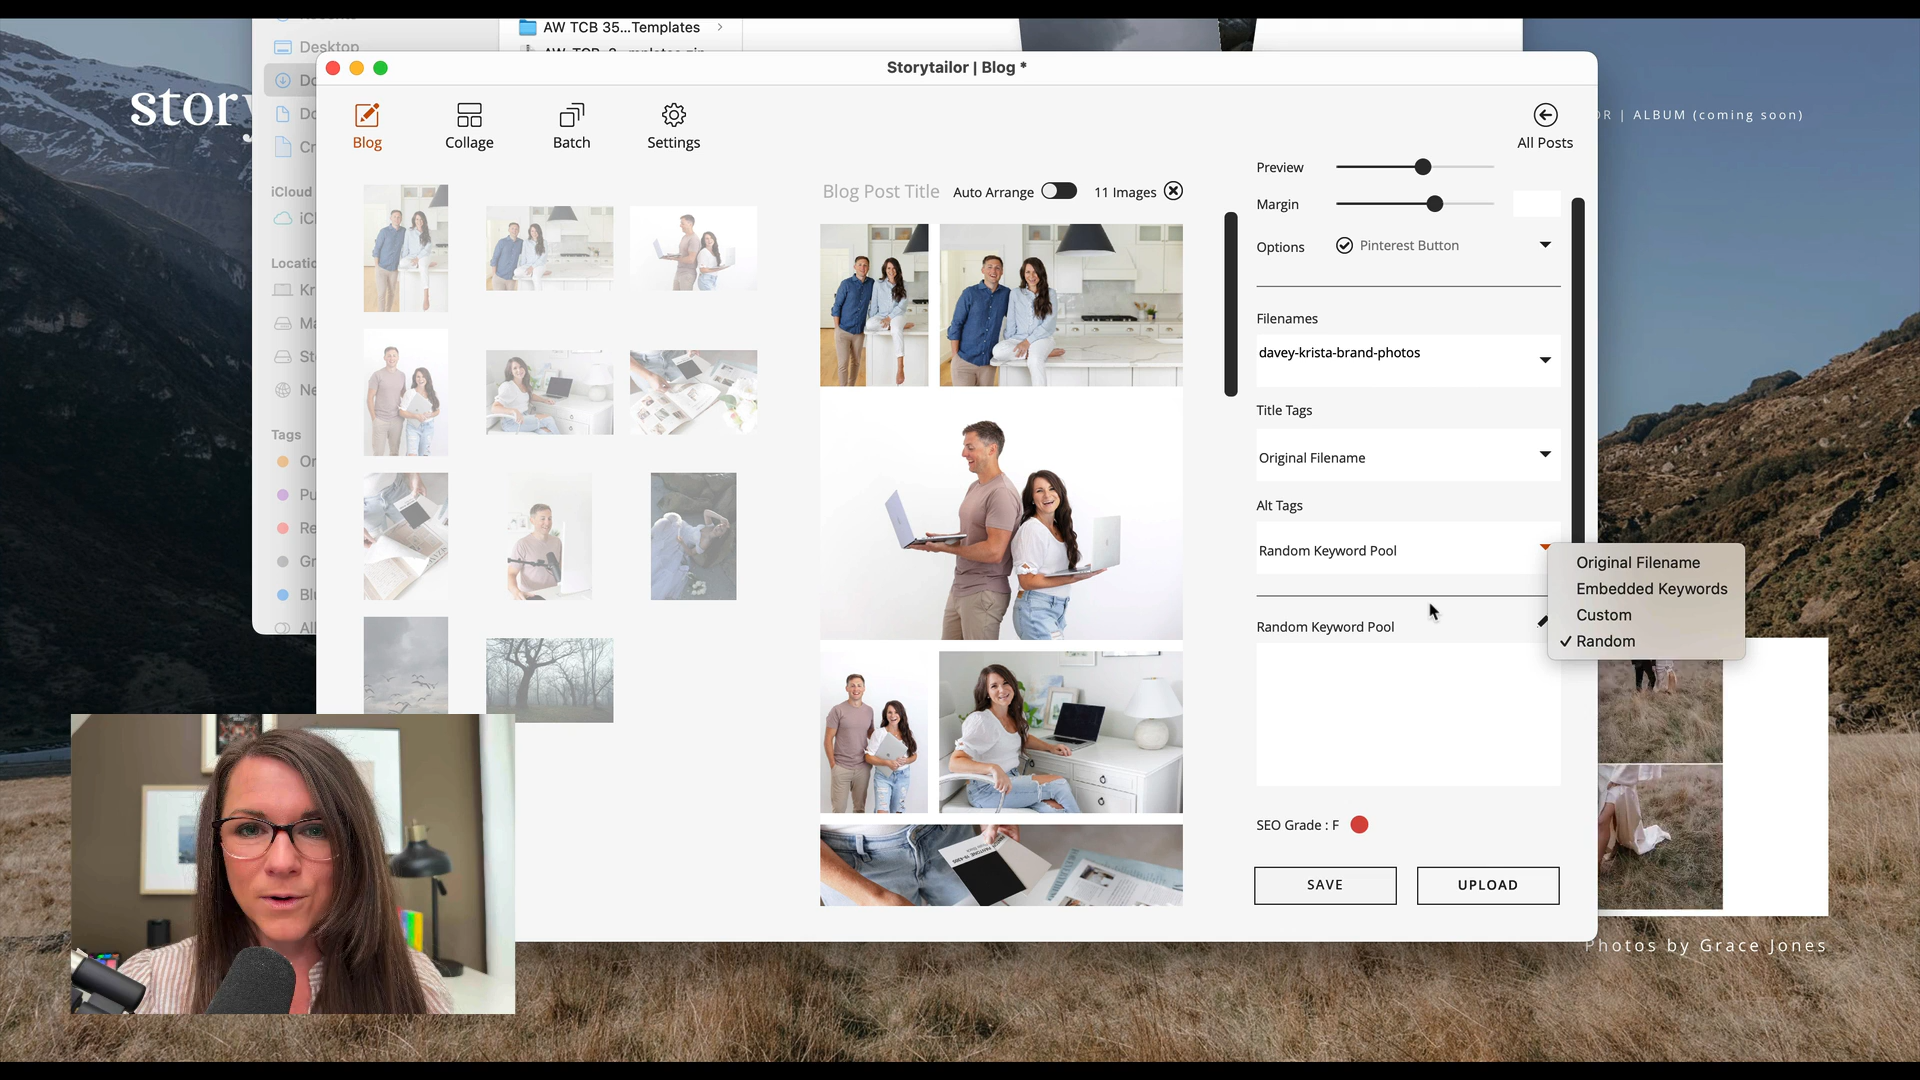 AW TCB 35...Templates
Desktop
Storytailor | Blog *
story
Blog
Collage
Batch
Settings
All Posts
OR | ALBUM (coming soon)
iCloud
Locatio
Tags
Blog Post Title
Auto Arrange
11 Images
Preview
Margin
Options
Pinterest Button
Filenames
davey-krista-brand-photos
Title Tags
Original Filename
Alt Tags
Random Keyword Pool
Original Filename
Embedded Keywords
Custom
✓ Random
Random Keyword Pool
SEO Grade : F
SAVE
UPLOAD
Photos by Grace Jones